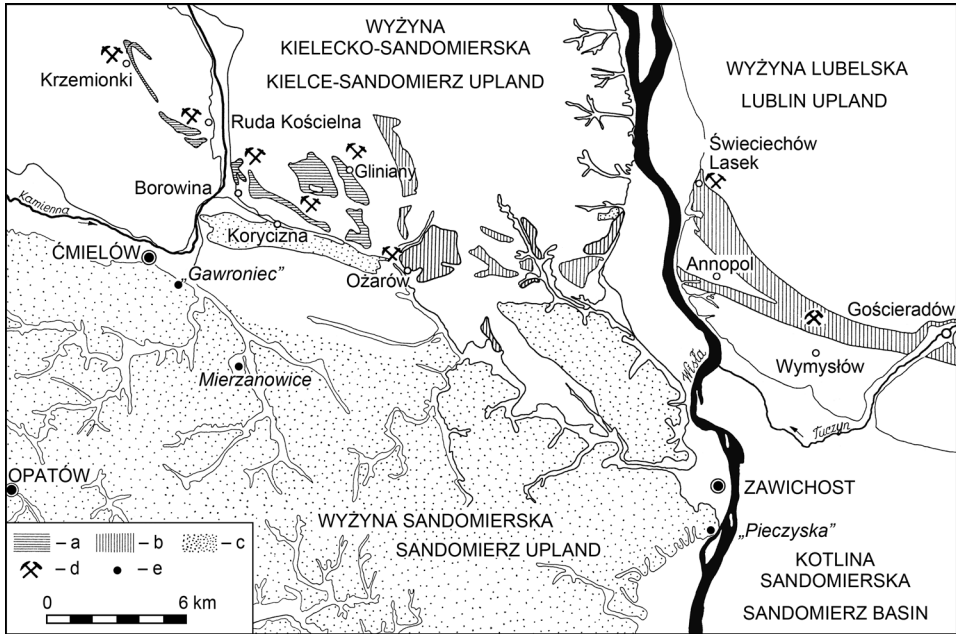 WYŻYNA
KIELECKO-SANDOMIERSKA
KIELCE-SANDOMIERZ UPLAND
WYŻYNA LUBELSKA
LUBLIN UPLAND
Krzemionki
Ruda Kościelna
Gliniany
Świeciechów
Lasek
Borowina
Kamienna
Korycizna
ĆMIELÓW
„Gawroniec”
Ożarów
Annopol
Gościeradów
Wymysłów
Mierzanowice
Wisła
Tuczyn
OPATÓW
ZAWICHOST
WYŻYNA SANDOMIERSKA
SANDOMIERZ UPLAND
„Pieczyska”
KOTLINA
SANDOMIERSKA
SANDOMIERZ BASIN
– a – b – c
– d – e
0 6 km